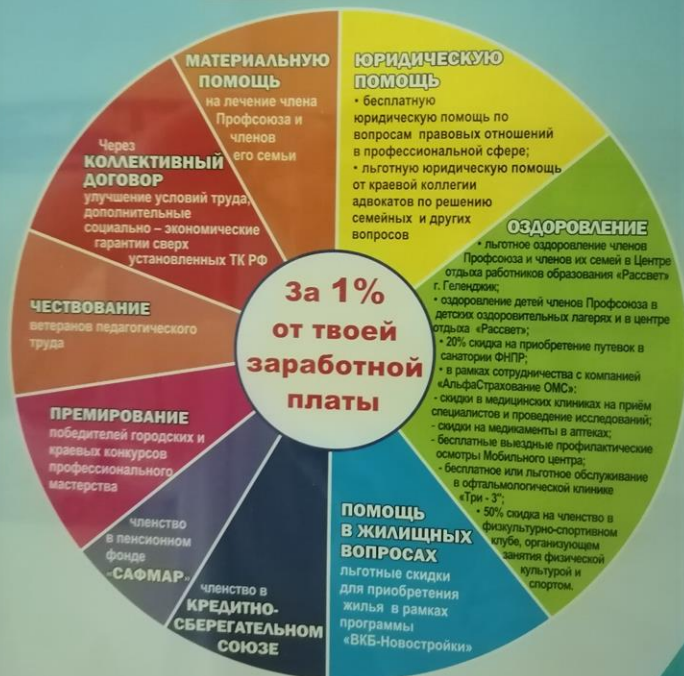 За 1%
от твоей
заработной
платы
МАТЕРИАЛЬНУЮ
ПОМОЩЬ
на лечение члена
Профсоюза и
членов
его семьи
ЮРИДИЧЕСКУЮ
ПОМОЩЬ
• бесплатную
юридическую помощь по
вопросам правовых отношений
в профессиональной сфере;
• льготную юридическую помощь
от краевой коллегии
адвокатов по решению
семейных и других
вопросов
ОЗДОРОВЛЕНИЕ
• льготное оздоровление членов
Профсоюза и членов их семей в Центре
отдыха работников образования «Рассвет»
г. Геленджик;
• оздоровление детей членов Профсоюза в
детских оздоровительных лагерях и в центре
отдыха «Рассвет»;
• 20% скидка на приобретение путевок в
санатории ФНПР;
• в рамках сотрудничества с компанией
«АльфаСтрахование ОМС»:
- скидки в медицинских клиниках на приём
специалистов и проведение исследований;
- скидки на медикаменты в аптеках;
- бесплатные выездные профилактические
осмотры Мобильного центра;
- бесплатное или льготное обслуживание
в офтальмологической клинике
«Три - З";
• 50% скидка на членство в
физкультурно-спортивном
клубе, организующем
занятия физической
культурой и
спортом.
ПОМОЩЬ
В ЖИЛИЩНЫХ
ВОПРОСАХ
льготные скидки
для приобретения
жилья в рамках
программы
«ВКБ-Новостройки»
членство в
КРЕДИТНО-
СБЕРЕГАТЕЛЬНОМ
СОЮЗЕ
членство
в пенсионном
фонде
«САФМАР»
ПРЕМИРОВАНИЕ
победителей городских и
краевых конкурсов
профессионального
мастерства
ЧЕСТВОВАНИЕ
ветеранов педагогического
труда
Через
КОЛЛЕКТИВНЫЙ
ДОГОВОР
улучшение условий труда,
дополнительные
социально – экономические
гарантии сверх
установленных ТК РФ